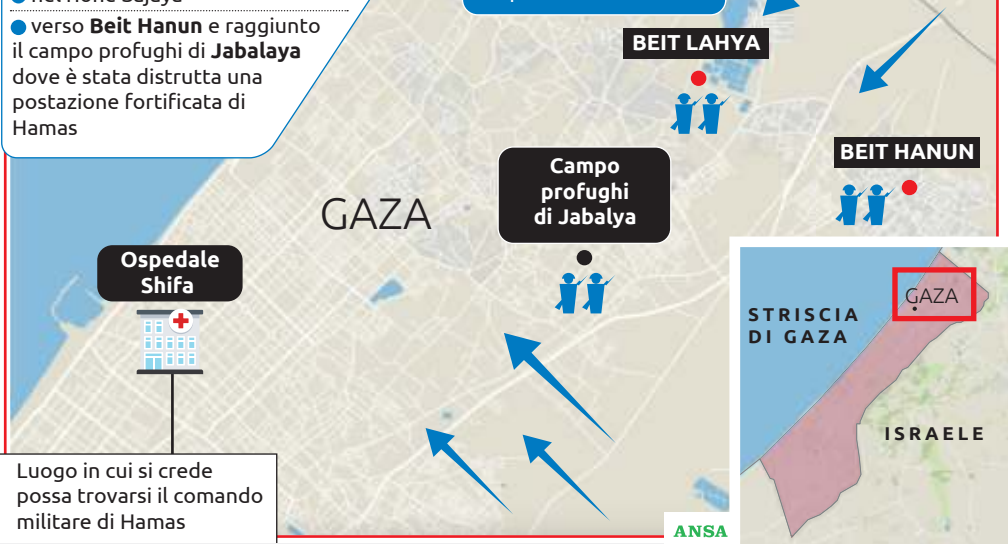 verso Beit Hanun e raggiunto
il campo profughi di Jabalaya
dove è stata distrutta una
postazione fortificata di
Hamas
BEIT LAHYA
BEIT HANUN
Campo
profughi
di Jabalya
GAZA
Ospedale
Shifa
Luogo in cui si crede
possa trovarsi il comando
militare di Hamas
GAZA
STRISCIA
DI GAZA
ISRAELE
ANSA